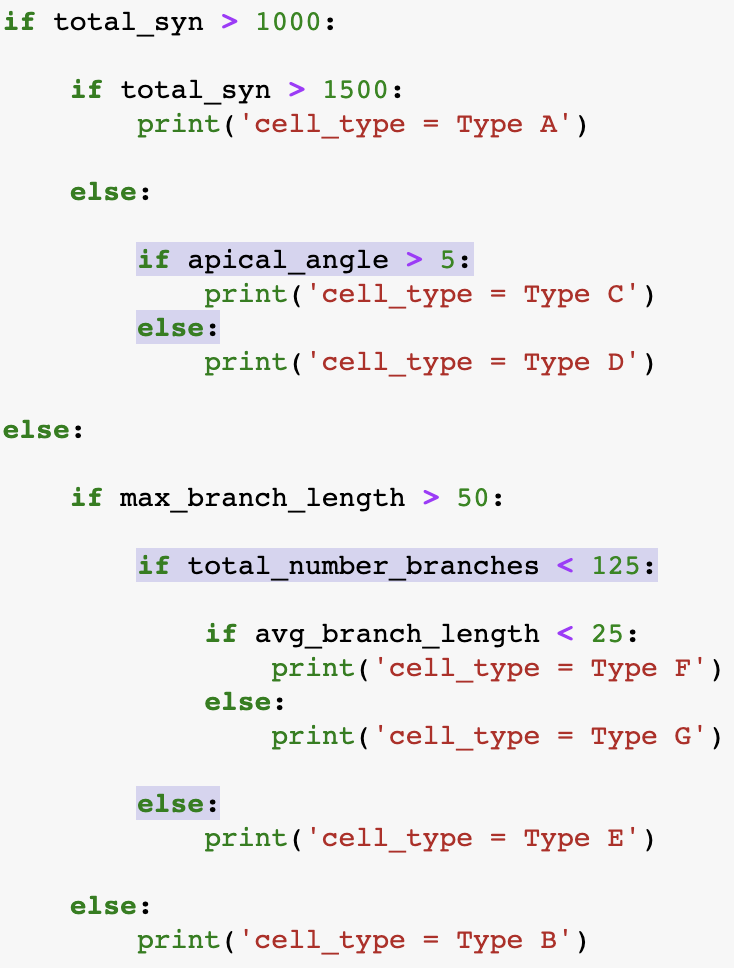 if total_syn > 1000:
    if total_syn > 1500:
        print('cell_type = Type A')
    else:
        if apical_angle > 5:
            print('cell_type = Type C')
        else:
            print('cell_type = Type D')
else:
    if max_branch_length > 50:
        if total_number_branches < 125:
            if avg_branch_length < 25:
                print('cell_type = Type F')
            else:
                print('cell_type = Type G')
        else:
            print('cell_type = Type E')
    else:
        print('cell_type = Type B')